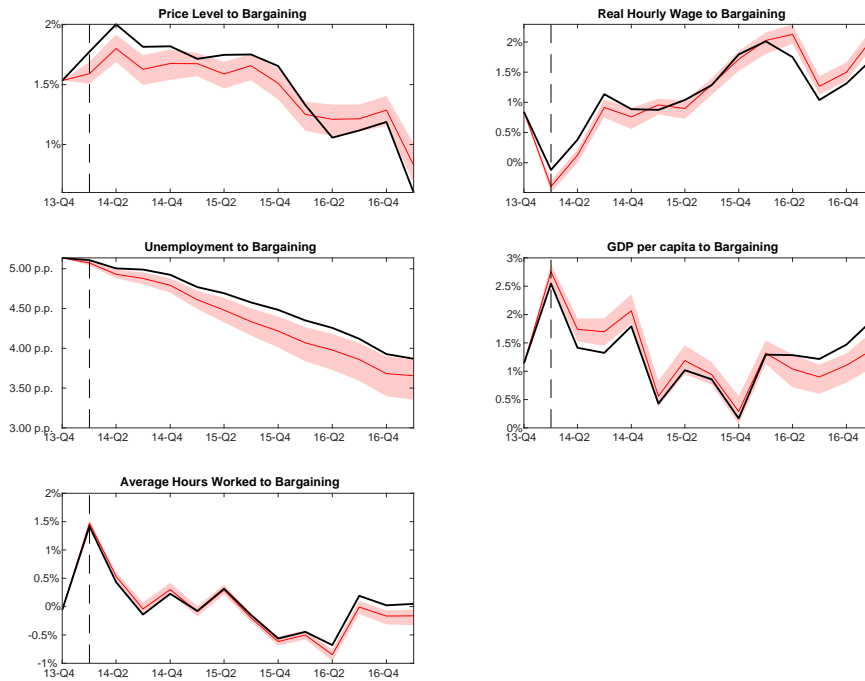 Price Level to Bargaining
2%
1.5%
1%
13-Q4 14-Q2 14-Q4 15-Q2 15-Q4 16-Q2 16-Q4
Real Hourly Wage to Bargaining
2%
1.5%
1%
0.5%
0%
13-Q4 14-Q2 14-Q4 15-Q2 15-Q4 16-Q2 16-Q4
Unemployment to Bargaining
5.00 p.p.
4.50 p.p.
4.00 p.p.
3.50 p.p.
3.00 p.p.
13-Q4 14-Q2 14-Q4 15-Q2 15-Q4 16-Q2 16-Q4
GDP per capita to Bargaining
3%
2.5%
2%
1.5%
1%
0.5%
0%
13-Q4 14-Q2 14-Q4 15-Q2 15-Q4 16-Q2 16-Q4
Average Hours Worked to Bargaining
2%
1.5%
1%
0.5%
0%
-0.5%
-1%
13-Q4 14-Q2 14-Q4 15-Q2 15-Q4 16-Q2 16-Q4